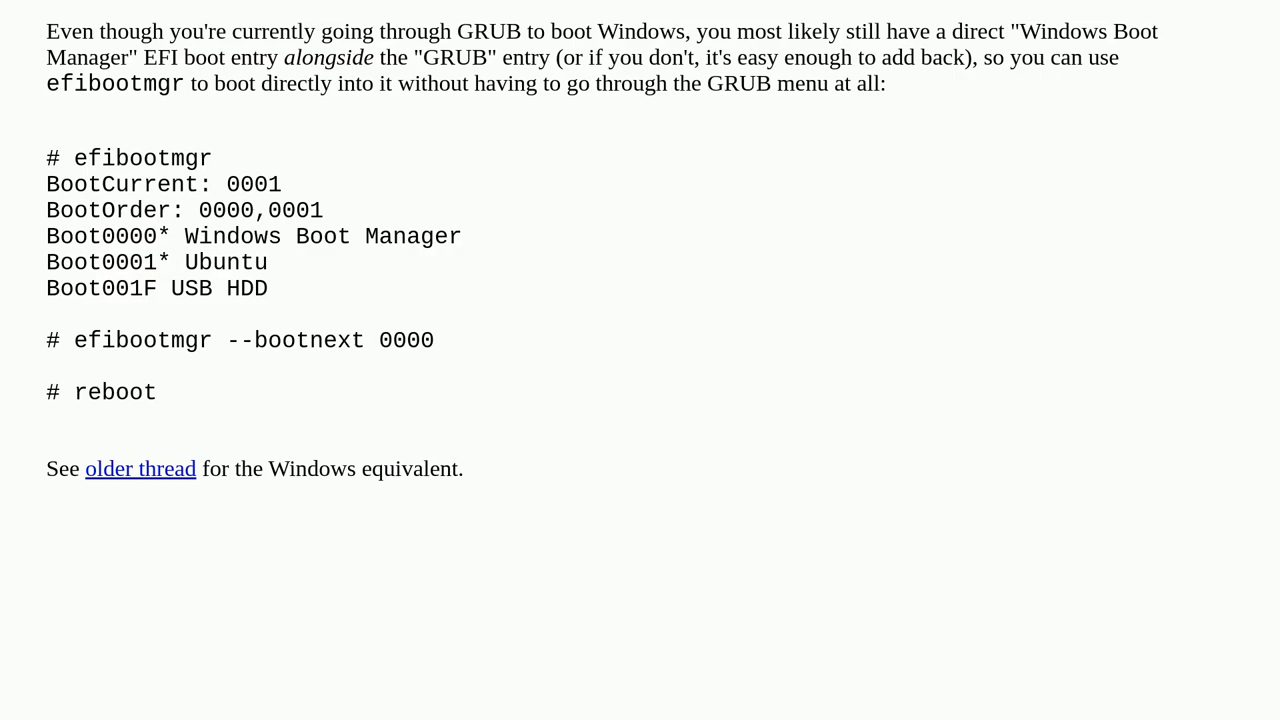 Even though you're currently going through GRUB to boot Windows, you most likely still have a direct "Windows Boot
Manager" EFI boot entry alongside the "GRUB" entry (or if you don't, it's easy enough to add back), so you can use
efibootmgr to boot directly into it without having to go through the GRUB menu at all:
# efibootmgr
BootCurrent: 0001
BootOrder: 0000,0001
Boot0000* Windows Boot Manager
Boot0001* Ubuntu
Boot001F USB HDD
# efibootmgr --bootnext 0000
# reboot
See older thread for the Windows equivalent.